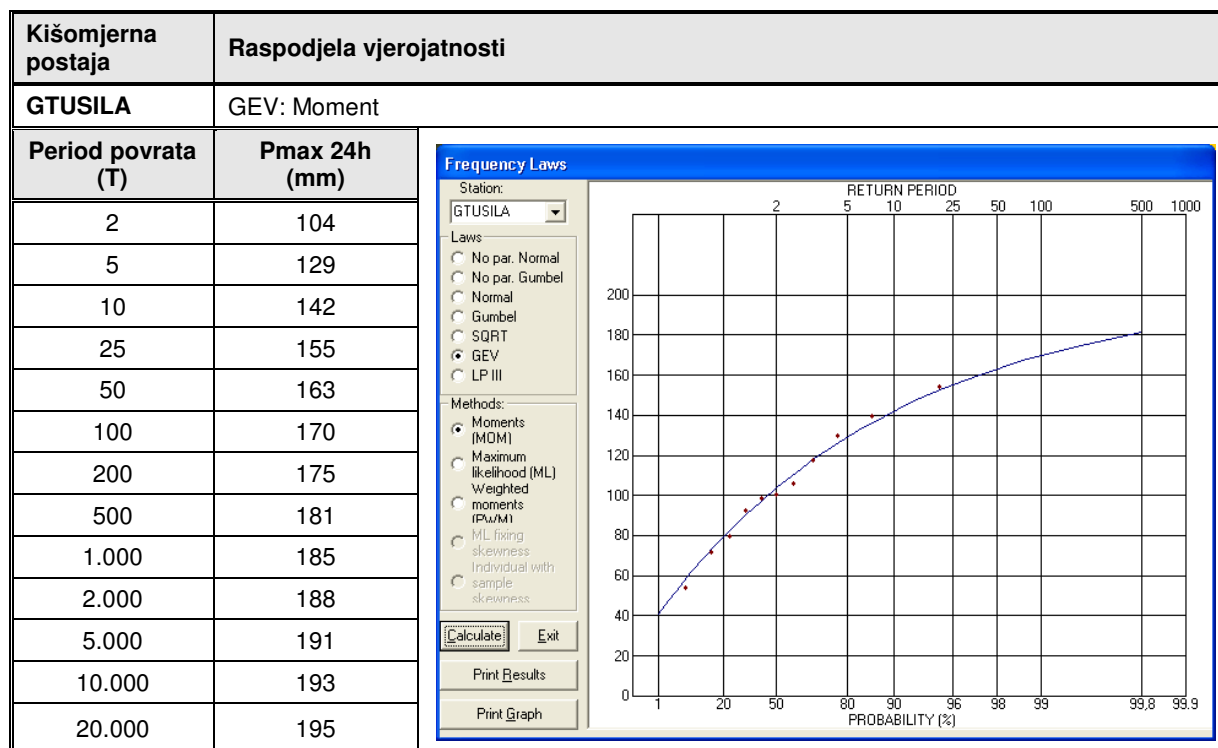 Kišomjerna postaja
Raspodjela vjerojatnosti
GTUSILA
GEV: Moment
Period povrata (T)
Pmax 24h (mm)
2 104
5 129
10 142
25 155
50 163
100 170
200 175
500 181
1.000 185
2.000 188
5.000 191
10.000 193
20.000 195
Frequency Laws
Station:
GTUSILA
Laws
No par. Normal
No par. Gumbel
Normal
Gumbel
SQRT
GEV
LP III
Methods:
Moments
(MOM)
Maximum
likelihood (ML)
Weighted
moments
(PWM)
ML fixing
skewness
Individual with
sample
skewness
Calculate
Exit
Print Results
Print Graph
RETURN PERIOD
2 5 10 25 50 100 500 1000
200
180
160
140
120
100
80
60
40
20
0
1 20 50 80 90 96 98 99 99,8 99.9
PROBABILITY (%)